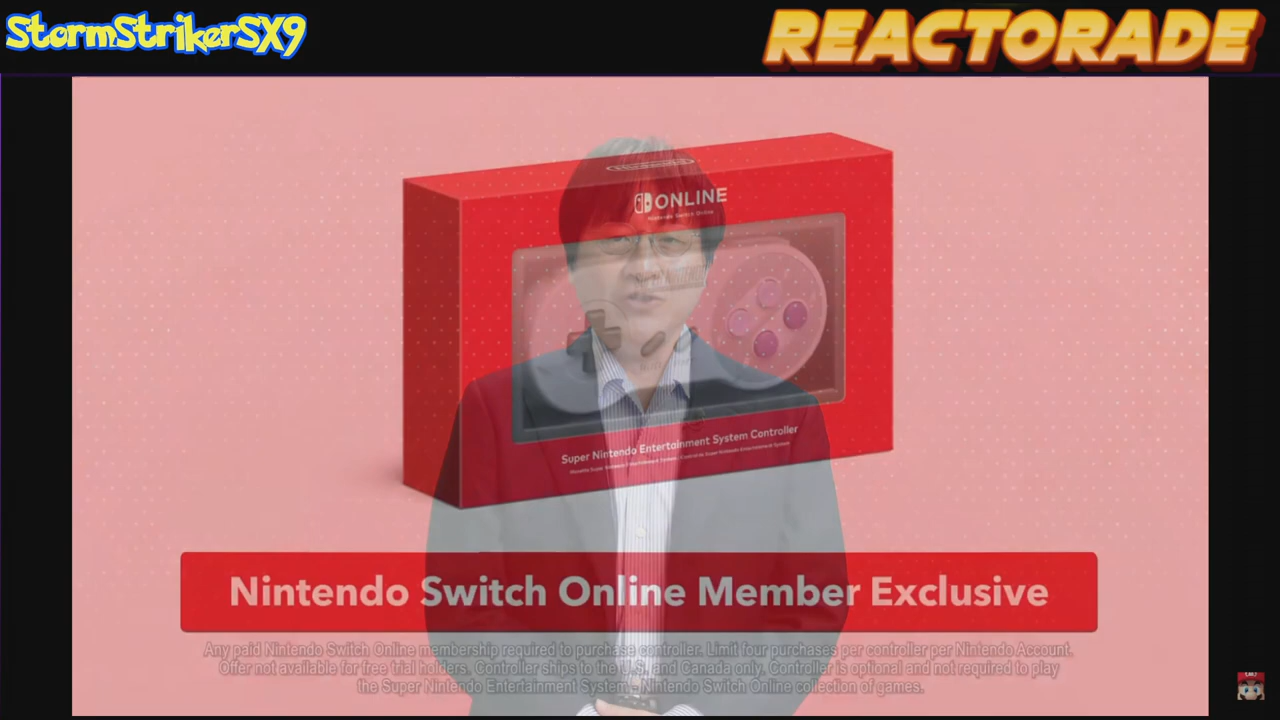 StormStrikerSX9
REACTORADE
ONLINE
Nintendo Switch Online
Super Nintendo Entertainment System Controller
Nintendo Switch Online Member Exclusive
Any paid Nintendo Switch Online membership required to purchase controller. Limit four purchases per controller per Nintendo Account.
Offer not available for free trial holders. Controller ships to the U.S. and Canada only. Controller is optional and not required to play
the Super Nintendo Entertainment System - Nintendo Switch Online collection of games.